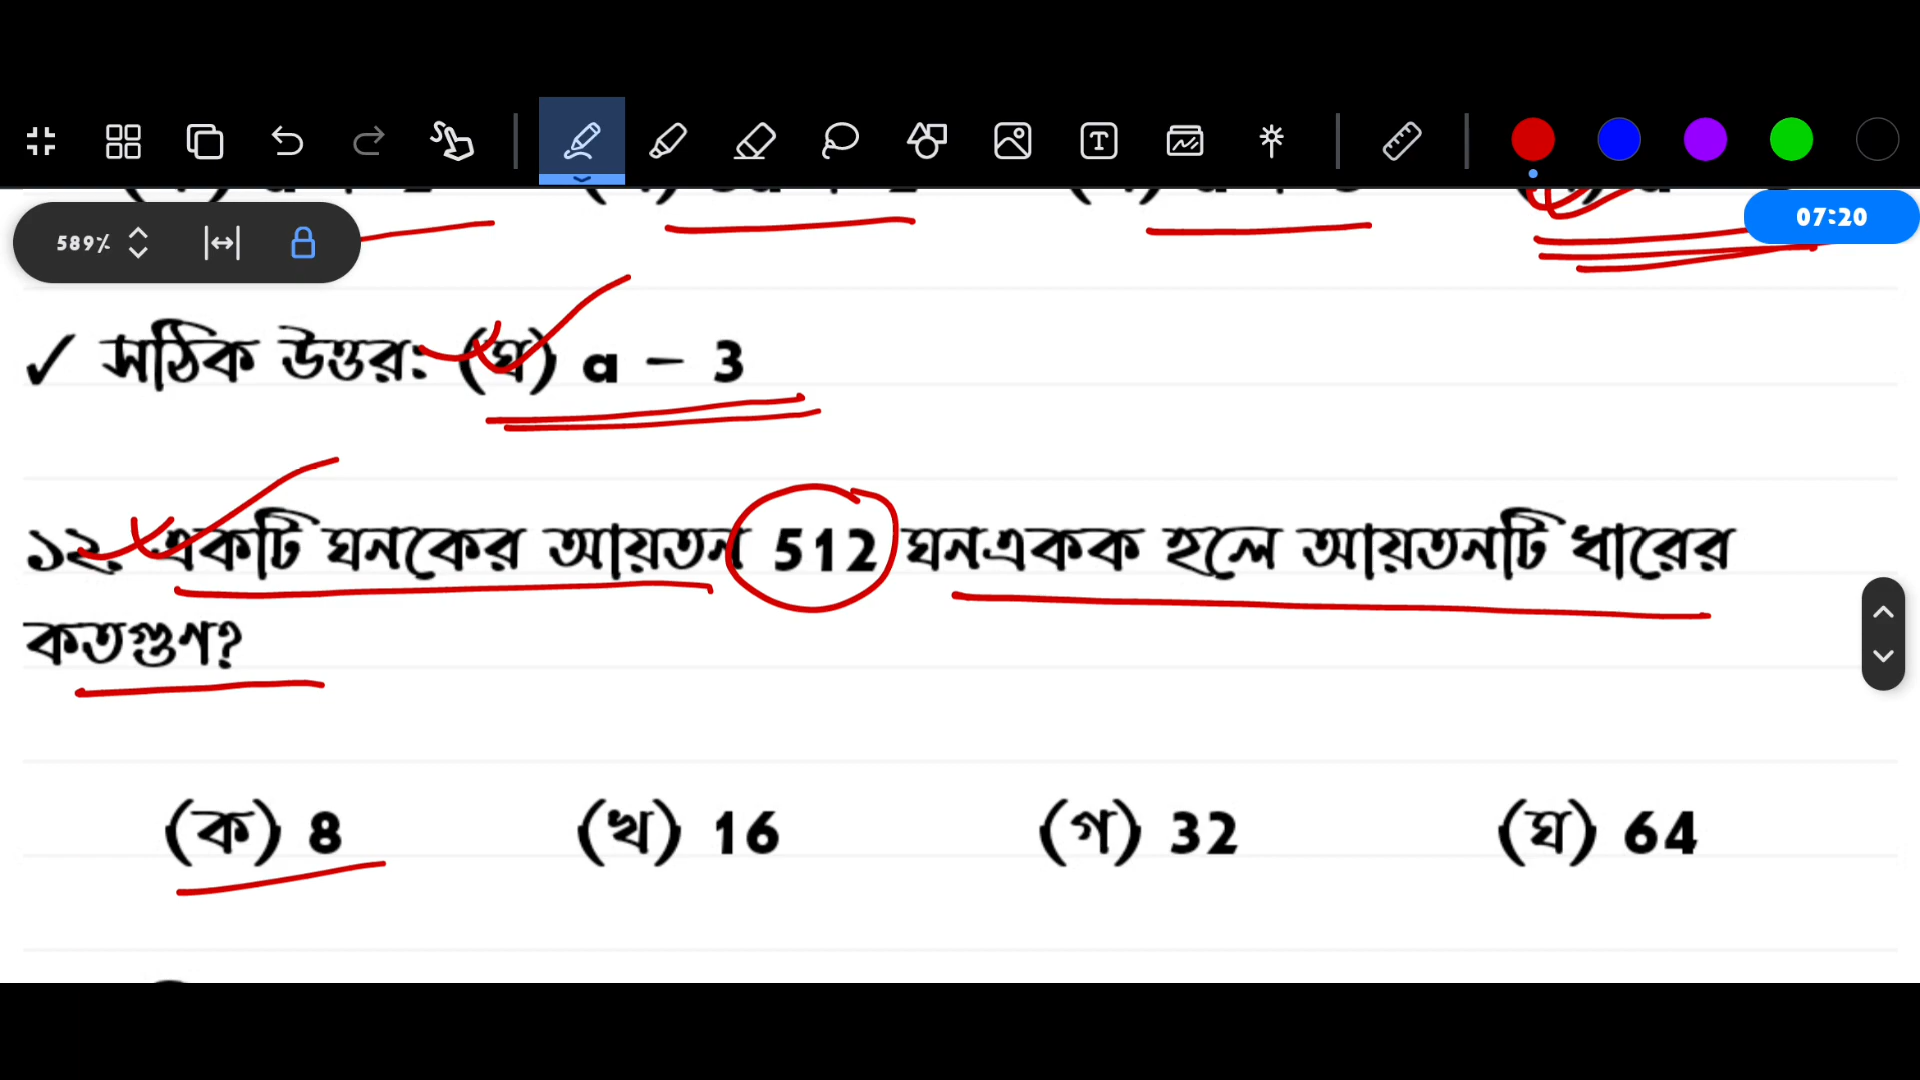 07:20
589%
✓ সঠিক উত্তর: (ঘ) a – 3
১২. একটি ঘনকের আয়তন 512 ঘনএকক হলে আয়তনটি ধারের
কতগুণ?
(ক) 8 (খ) 16 (গ) 32 (ঘ) 64